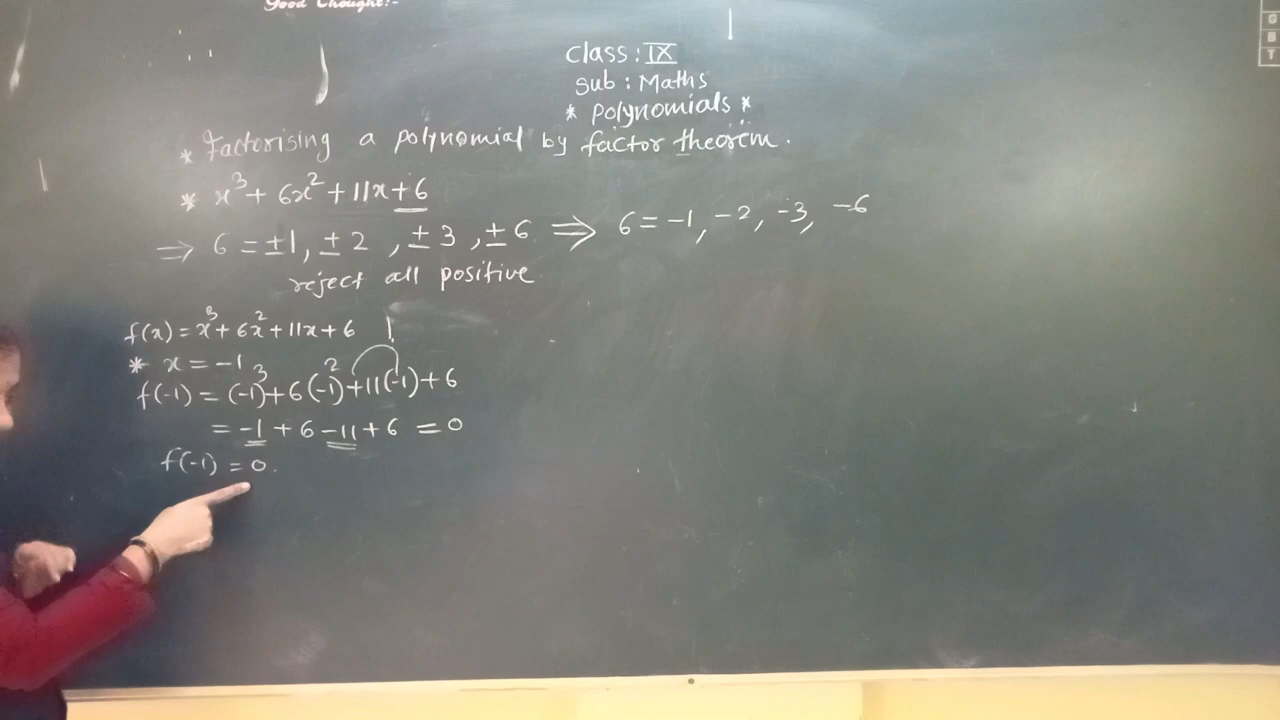 Good Thought:-
Class: IX
Sub: Maths
* Polynomials *
* Factorising a polynomial by factor theorem.
* x³ + 6x² + 11x + 6
⇒ 6 = ±1, ± 2 , ± 3 , ± 6 ⇒ 6 = -1, -2, -3, -6
reject all positive
f(x) = x³ + 6x² + 11x + 6
* x = -1
f(-1) = (-1)³ + 6(-1)² + 11(-1) + 6
= -1 + 6 - 11 + 6 = 0
f(-1) = 0.
G
B
T